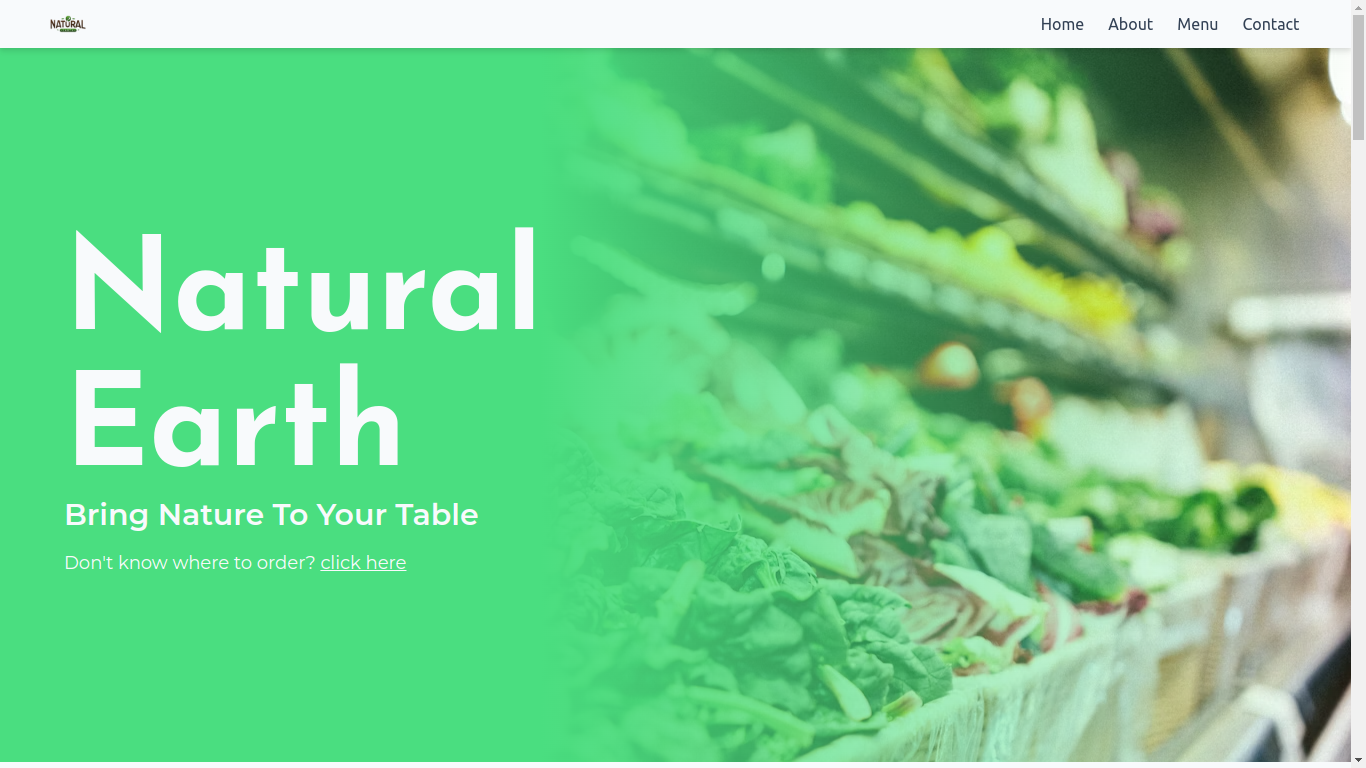 NATURAL
Home About Menu Contact
Natural
Earth
Bring Nature To Your Table
Don't know where to order? click here